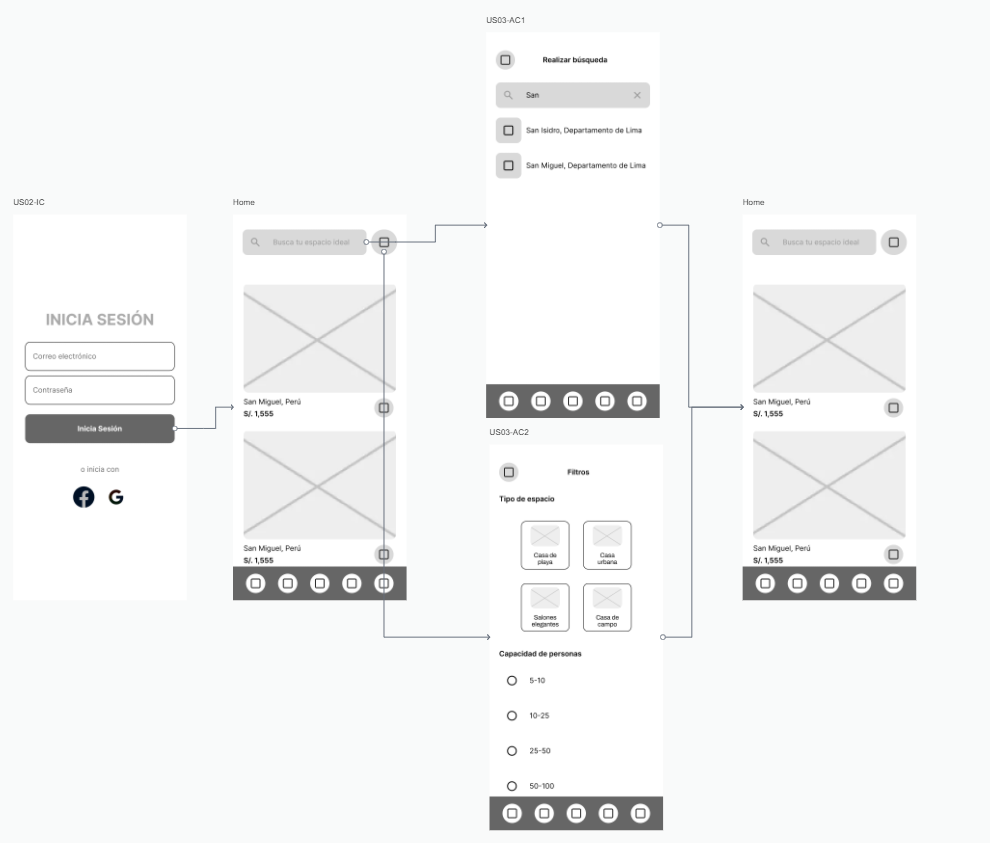 US03-AC1
Realizar búsqueda
San
San Isidro, Departamento de Lima
San Miguel, Departamento de Lima
US02-IC
INICIA SESIÓN
Correo electrónico
Contraseña
Inicia Sesión
o inicia con
G
Home
Busca tu espacio ideal
San Miguel, Perú
S/. 1,555
San Miguel, Perú
S/. 1,555
US03-AC2
Filtros
Tipo de espacio
Casa de
playa
Casa
urbana
Salones
elegantes
Casa de
campo
Capacidad de personas
5-10
10-25
25-50
50-100
Home
Busca tu espacio ideal
San Miguel, Perú
S/. 1,555
San Miguel, Perú
S/. 1,555